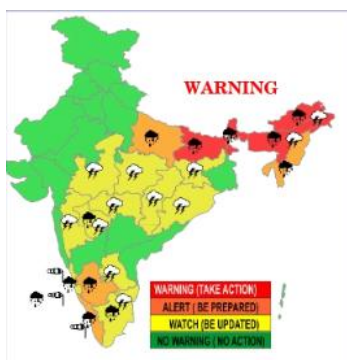 WARNING
WARNING (TAKE ACTION)
ALERT ( BE PREPARED)
WATCH (BE UPDATED)
NO WARNING ( NO ACTION)